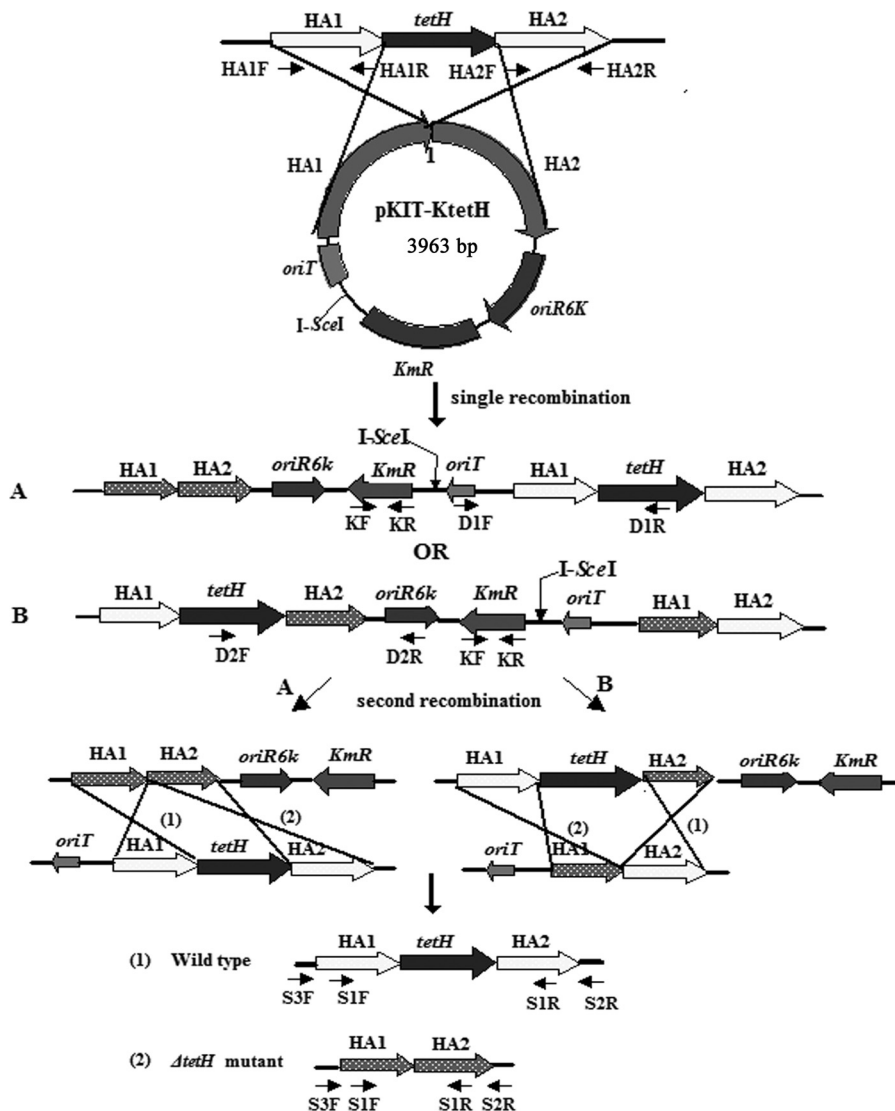 HA1 tetH HA2
HA1F HA1R HA2F HA2R
1
HA1 HA2
pKIT-KtetH
3963 bp
oriT
I-SceI
oriR6K
KmR
single recombination
I-SceI
HA1 HA2 oriR6k KmR oriT HA1 tetH HA2
A
KF KR D1F D1R
OR
I-SceI
HA1 tetH HA2 oriR6k KmR oriT HA1 HA2
B
D2F D2R KF KR
A second recombination B
HA1 HA2 oriR6k KmR
HA1 tetH HA2 oriR6k KmR
(1) (2)
(2) (1)
oriT HA1 tetH HA2
oriT HA1 HA2
HA1 tetH HA2
(1) Wild type
S3F S1F S1R S2R
HA1 HA2
(2) ΔtetH mutant
S3F S1F S1R S2R